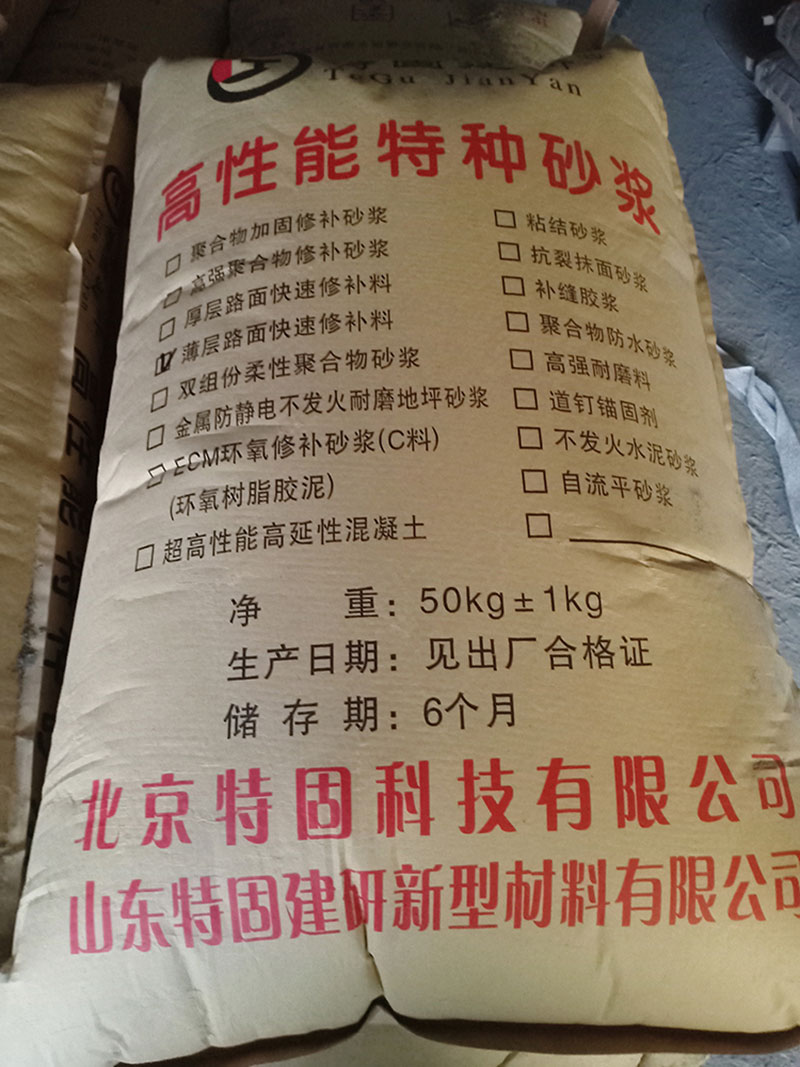 TeGu JianYan
高性能特种砂浆
□ 聚合物加固修补砂浆
□ 高强聚合物修补砂浆
□ 厚层路面快速修补料
☑ 薄层路面快速修补料
□ 双组份柔性聚合物砂浆
□ 金属防静电不发火耐磨地坪砂浆
□ ECM环氧修补砂浆(C料)
(环氧树脂胶泥)
□ 超高性能高延性混凝土
□ 粘结砂浆
□ 抗裂抹面砂浆
□ 补缝胶浆
□ 聚合物防水砂浆
□ 高强耐磨料
□ 道钉锚固剂
□ 不发火水泥砂浆
□ 自流平砂浆
净 重：50kg±1kg
生产日期：见出厂合格证
储存期：6个月
北京特固科技有限公司
山东特固建研新型材料有限公司